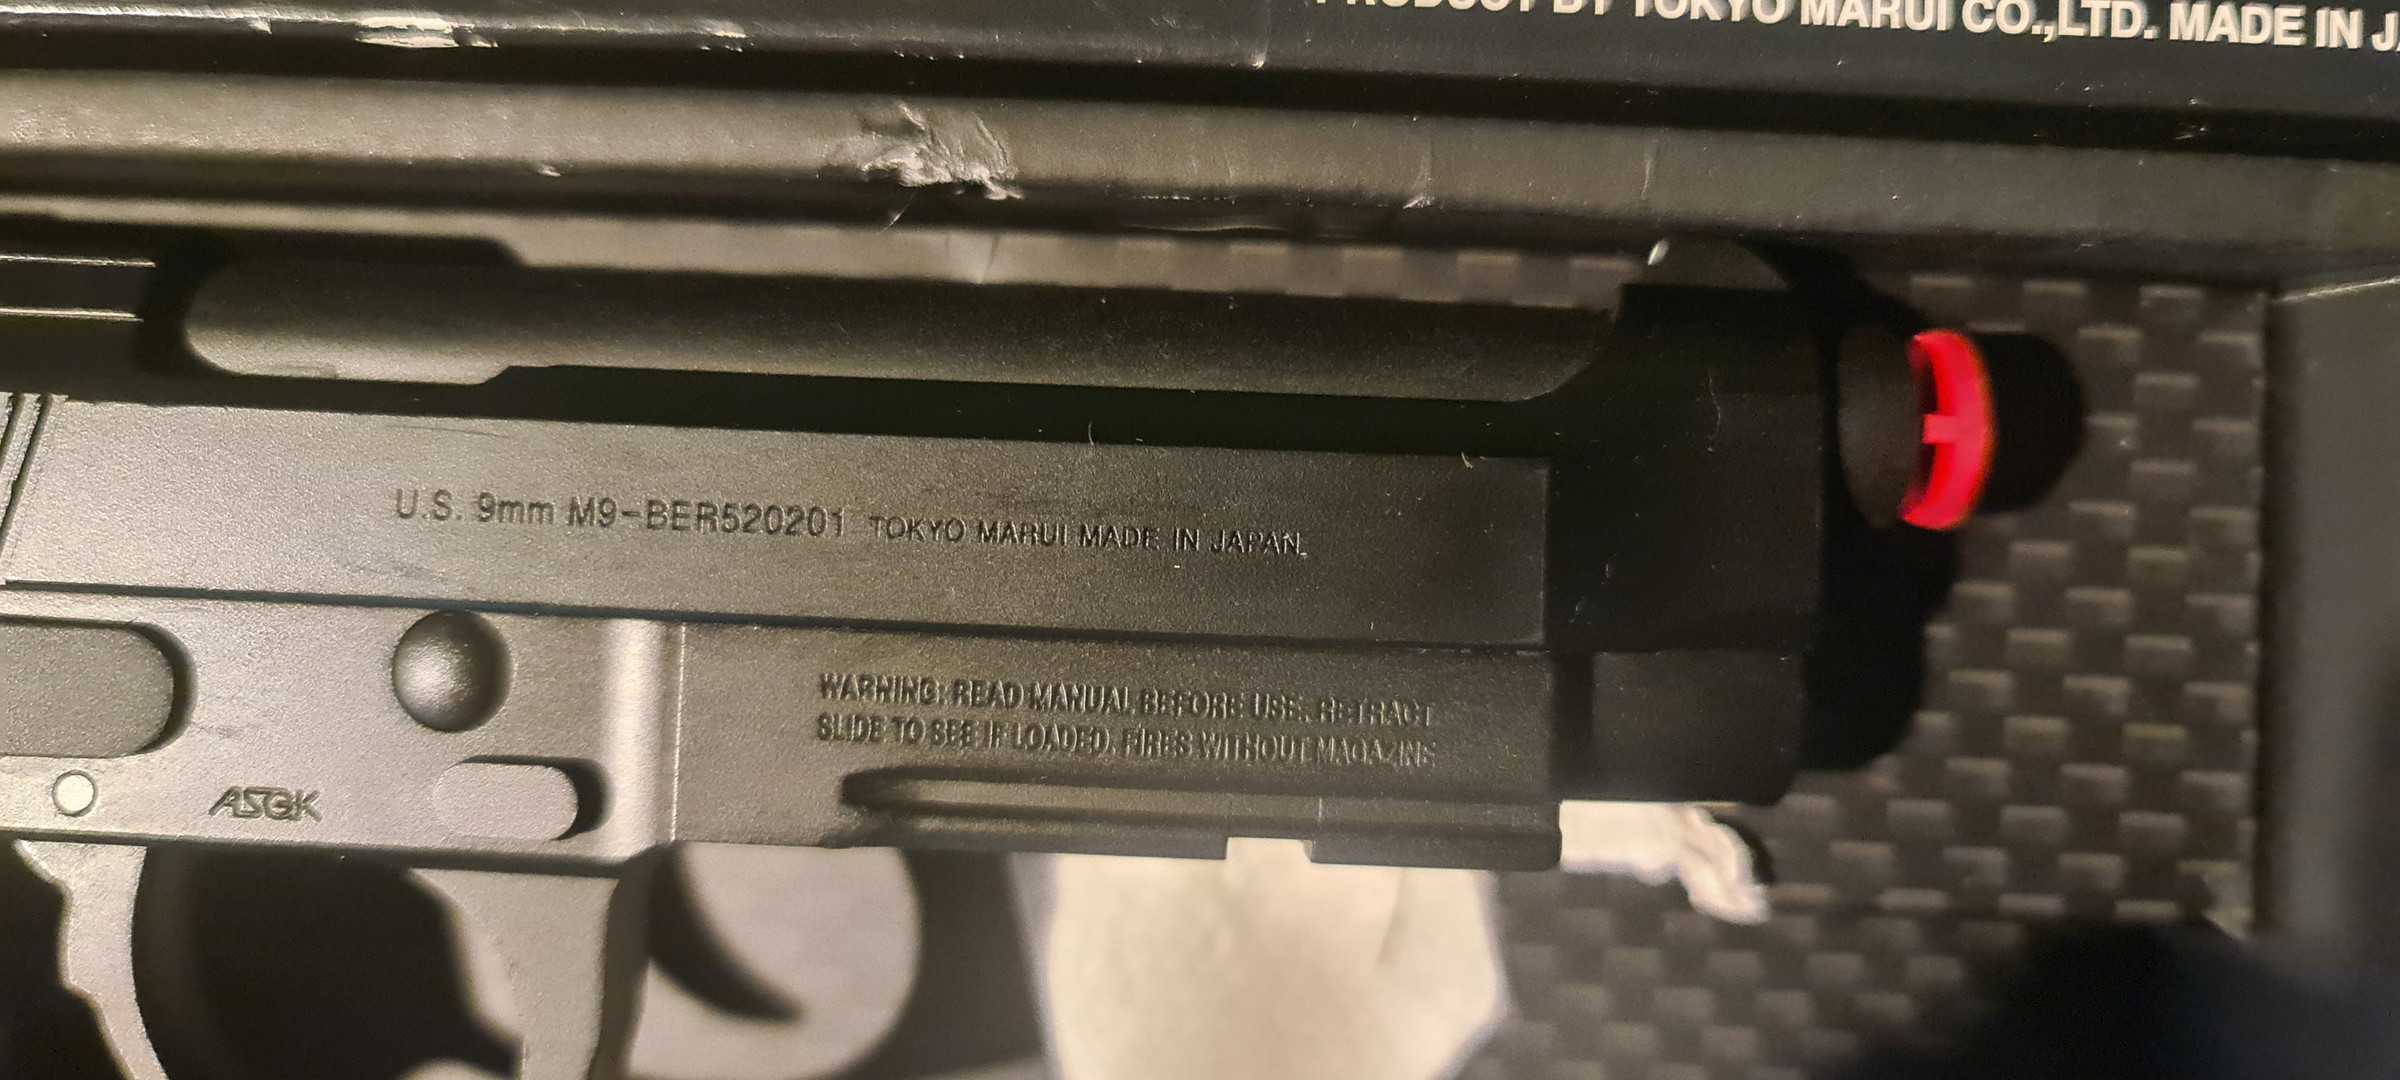 PRODUCT BY TOKYO MARUI CO.,LTD. MADE IN
U.S. 9mm M9-BER520201 TOKYO MARUI MADE IN JAPAN.
WARNING: READ MANUAL BEFORE USE. RETRACT
SLIDE TO SEE IF LOADED. FIRES WITHOUT MAGAZINE
ASGK